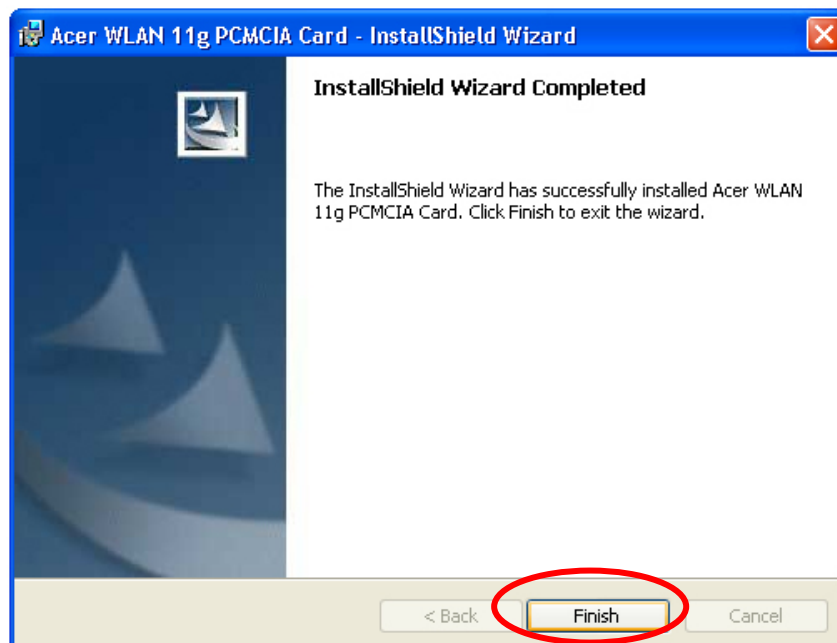 Acer WLAN 11g PCMCIA Card - InstallShield Wizard
InstallShield Wizard Completed
The InstallShield Wizard has successfully installed Acer WLAN
11g PCMCIA Card. Click Finish to exit the wizard.
< Back Finish Cancel